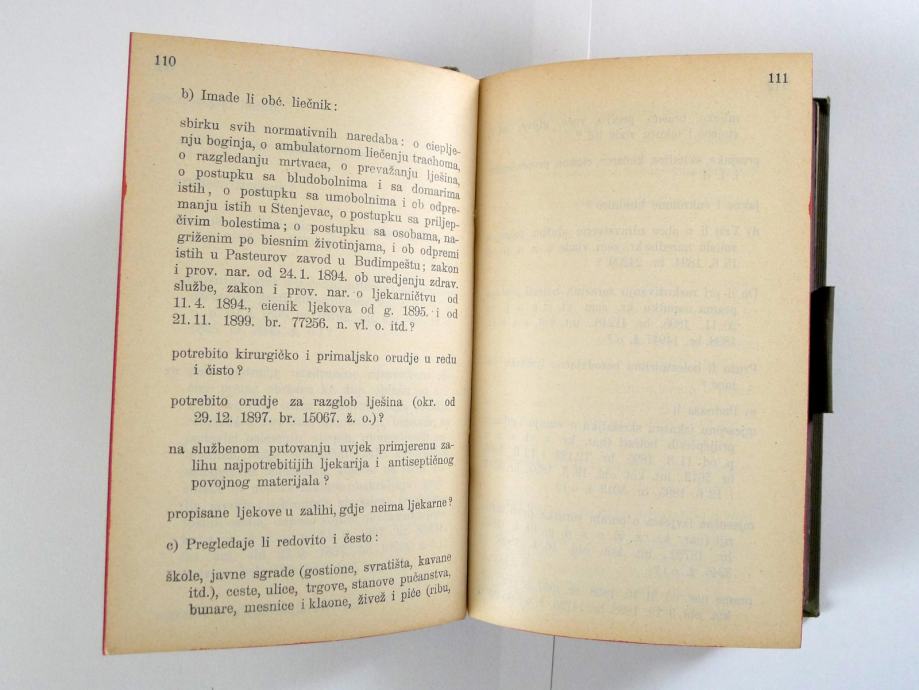 110
b) Imade li obć. liečnik:
sbirku svih normativnih naredaba: o cieplje-
nju boginja, o ambulatornom liečenju trachoma,
o razgledanju mrtvaca, o prevažanju lješina,
o postupku sa bludobolnima i sa domarima
istih, o postupku sa umobolnima i ob odpre-
manju istih u Stenjevac, o postupku sa priljep-
čivim bolestima; o postupku sa osobama, na-
griženim po biesnim životinjama, i ob odpremi
istih u Pasteurov zavod u Budimpeštu; zakon
i prov. nar. od 24. 1. 1894. ob uredjenju zdrav.
službe, zakon i prov. nar. o ljekarničtvu od
11. 4. 1894., cienik ljekova od g. 1895. i od
21. 11. 1899. br. 77256. n. vl. o. itd.?
potrebito kirurgičko i primaljsko orudje u redu
i čisto?
potrebito orudje za razglob lješina (okr. od
29. 12. 1897. br. 15067. ž. o.)?
na službenom putovanju uvjek primjerenu za-
lihu najpotrebitijih ljekarija i antiseptičnog
povojnog materijala?
propisane ljekove u zalihi, gdje neima ljekarne?
c) Pregledaje li redovito i često:
škole, javne sgrade (gostione, svratišta, kavane
itd.), ceste, ulice, trgove, stanove pučanstva,
bunare, mesnice i klaone, živež i piće (ribu,
111